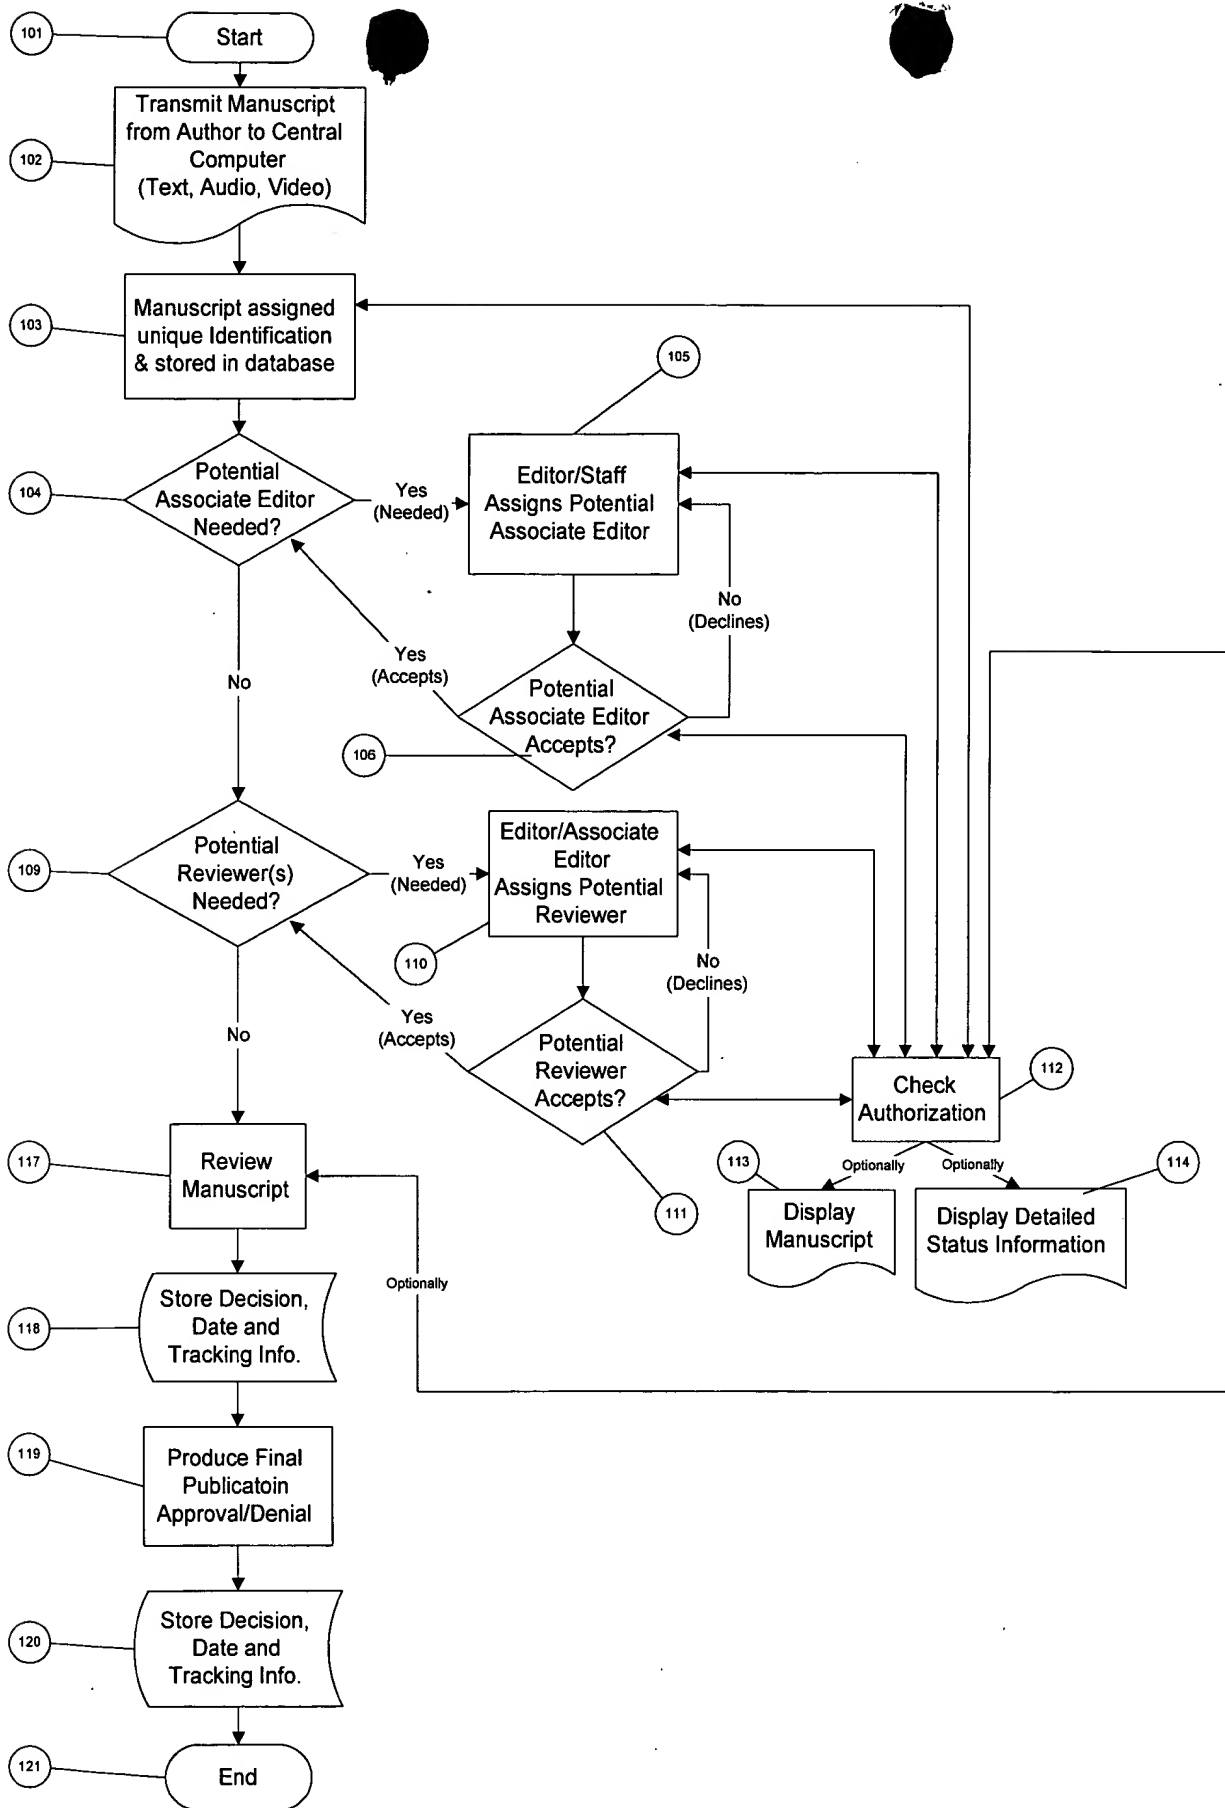 101
Start
102
Transmit Manuscript
from Author to Central
Computer
(Text, Audio, Video)
103
Manuscript assigned
unique Identification
& stored in database
104
Potential
Associate Editor
Needed?
Yes
(Needed)
105
Editor/Staff
Assigns Potential
Associate Editor
No
(Declines)
Yes
(Accepts)
Potential
Associate Editor
Accepts?
106
No
109
Potential
Reviewer(s)
Needed?
Yes
(Needed)
Editor/Associate
Editor
Assigns Potential
Reviewer
110
No
(Declines)
Yes
(Accepts)
Potential
Reviewer
Accepts?
111
No
Check
Authorization
112
Optionally
Optionally
113
Display
Manuscript
114
Display Detailed
Status Information
117
Review
Manuscript
Optionally
118
Store Decision,
Date and
Tracking Info.
119
Produce Final
Publicatoin
Approval/Denial
120
Store Decision,
Date and
Tracking Info.
121
End